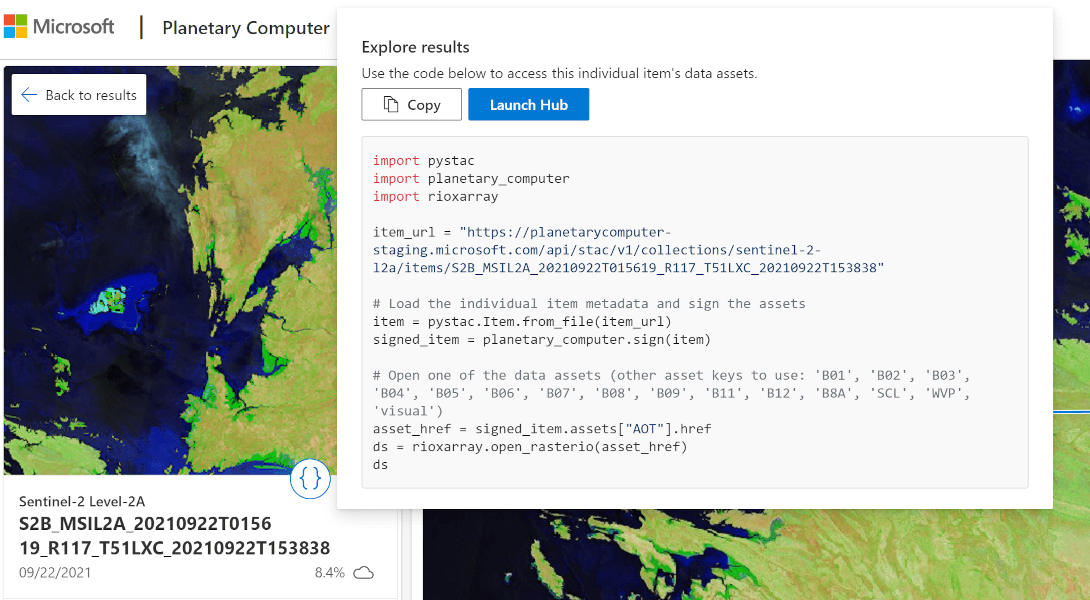 Microsoft | Planetary Computer
Back to results
Sentinel-2 Level-2A
S2B_MSIL2A_20210922T0156
19_R117_T51LXC_20210922T153838
09/22/2021 8.4%
Explore results
Use the code below to access this individual item's data assets.
Copy Launch Hub
import pystac
import planetary_computer
import rioxarray
item_url = "https://planetarycomputer-
staging.microsoft.com/api/stac/v1/collections/sentinel-2-
l2a/items/S2B_MSIL2A_20210922T015619_R117_T51LXC_20210922T153838"
# Load the individual item metadata and sign the assets
item = pystac.Item.from_file(item_url)
signed_item = planetary_computer.sign(item)
# Open one of the data assets (other asset keys to use: 'B01', 'B02', 'B03',
'B04', 'B05', 'B06', 'B07', 'B08', 'B09', 'B11', 'B12', 'B8A', 'SCL', 'WVP',
'visual')
asset_href = signed_item.assets["AOT"].href
ds = rioxarray.open_rasterio(asset_href)
ds